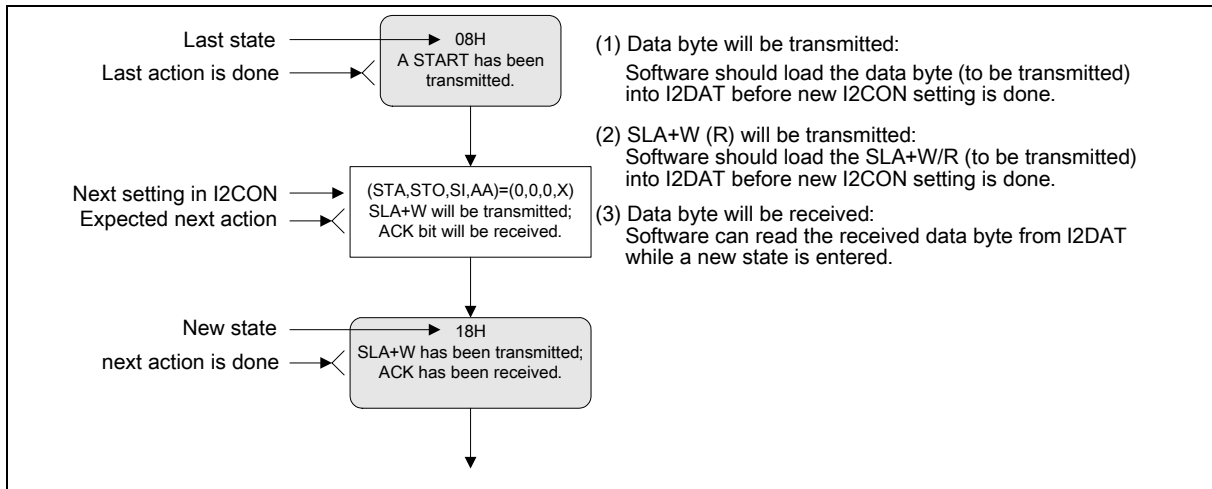 Last state
Last action is done
08H
A START has been
transmitted.
Next setting in I2CON
Expected next action
(STA,STO,SI,AA)=(0,0,0,X)
SLA+W will be transmitted;
ACK bit will be received.
New state
next action is done
18H
SLA+W has been transmitted;
ACK has been received.
(1) Data byte will be transmitted:
Software should load the data byte (to be transmitted)
into I2DAT before new I2CON setting is done.
(2) SLA+W (R) will be transmitted:
Software should load the SLA+W/R (to be transmitted)
into I2DAT before new I2CON setting is done.
(3) Data byte will be received:
Software can read the received data byte from I2DAT
while a new state is entered.